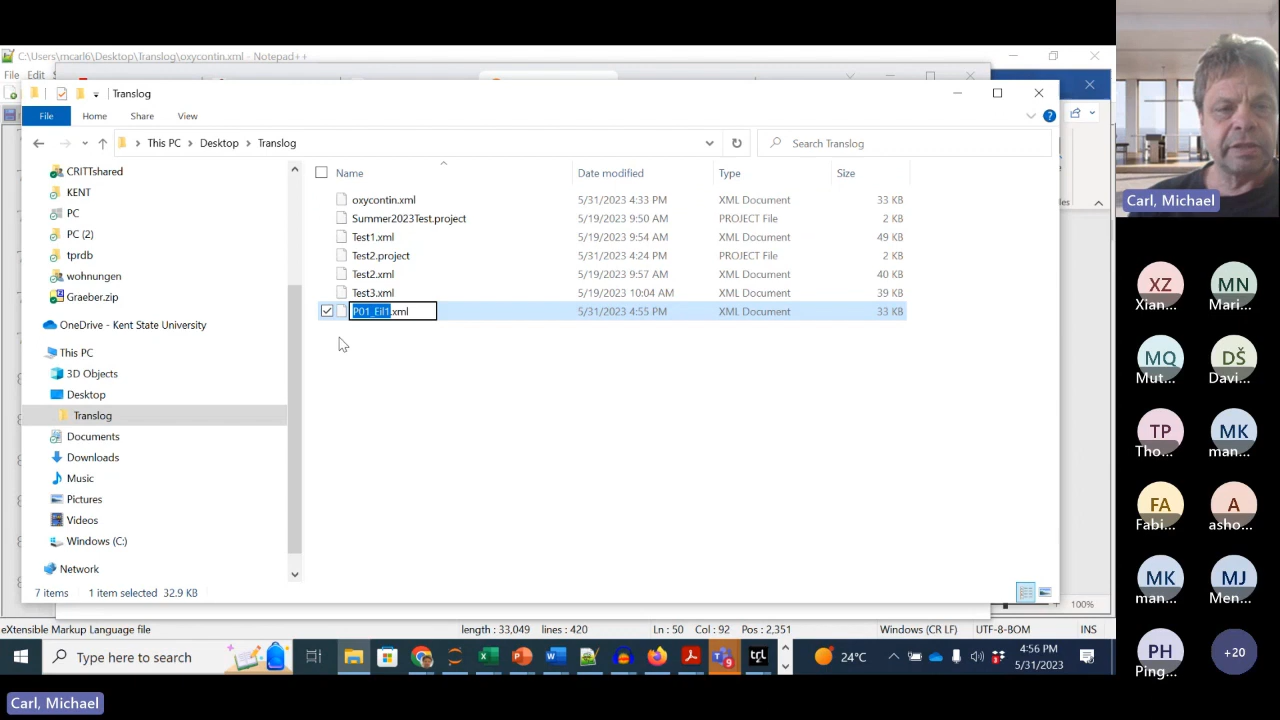 C:\Users\mcarl6\Desktop\Translog\oxycontin.xml - Notepad++
File Edit
Translog
File Home Share View
This PC > Desktop > Translog
Search Translog
CRITTshared
KENT
PC
PC (2)
tprdb
wohnungen
Graeber.zip
OneDrive - Kent State University
This PC
3D Objects
Desktop
Translog
Documents
Downloads
Music
Pictures
Videos
Windows (C:)
Network
Name Date modified Type Size
oxycontin.xml 5/31/2023 4:33 PM XML Document 33 KB
Summer2023Test.project 5/19/2023 9:50 AM PROJECT File 2 KB
Test1.xml 5/19/2023 9:54 AM XML Document 49 KB
Test2.project 5/31/2023 4:24 PM PROJECT File 2 KB
Test2.xml 5/19/2023 9:57 AM XML Document 40 KB
Test3.xml 5/19/2023 10:04 AM XML Document 39 KB
P01_Eil1.xml 5/31/2023 4:55 PM XML Document 33 KB
7 items 1 item selected 32.9 KB
100%
eXtensible Markup Language file length : 33,049 lines : 420 Ln : 50 Col : 92 Pos : 2,351 Windows (CR LF) UTF-8-BOM INS
Type here to search
24°C
4:56 PM
5/31/2023
Carl, Michael
Carl, Michael
XZ MN
Xian... Mari...
MQ DŠ
Mut... Davi...
TP MK
Tho... man...
FA A
Fabi... asho...
MK MJ
man... Men...
PH +20
Ping...